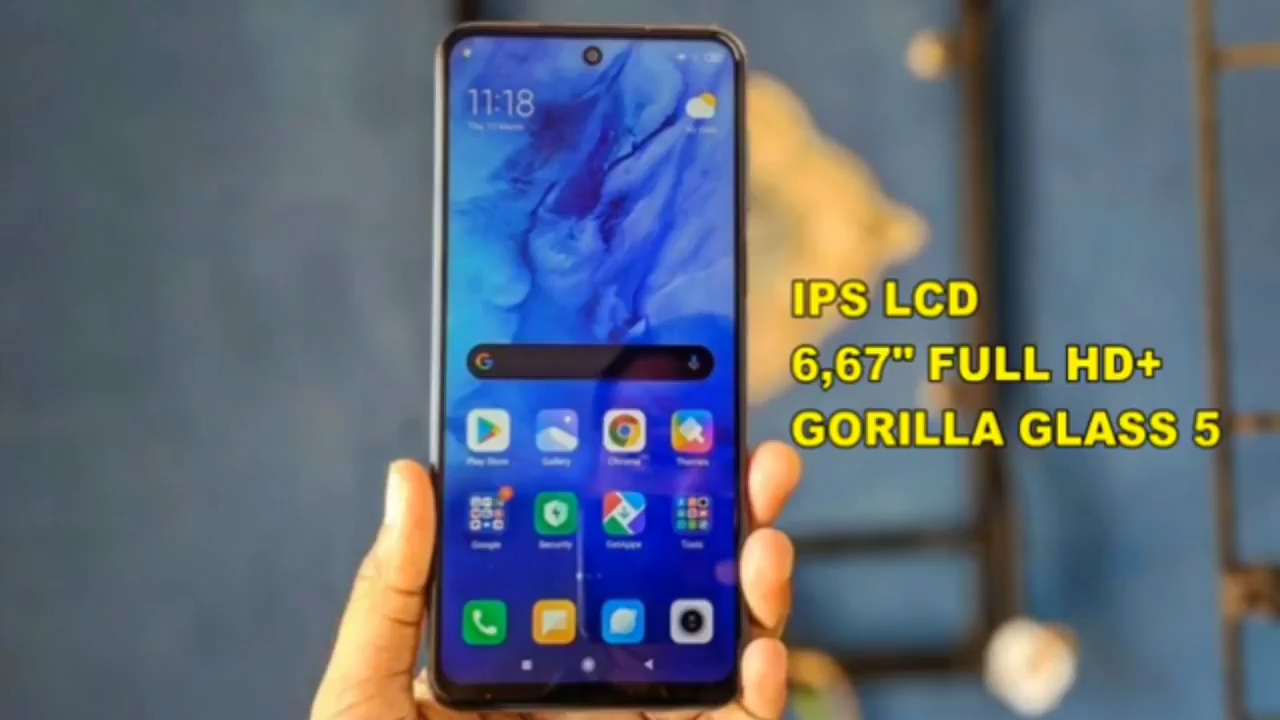 11:18
IPS LCD
6,67" FULL HD+
GORILLA GLASS 5
Play Store
Gallery
Chrome
Themes
Google
Security
GetApps
Tools